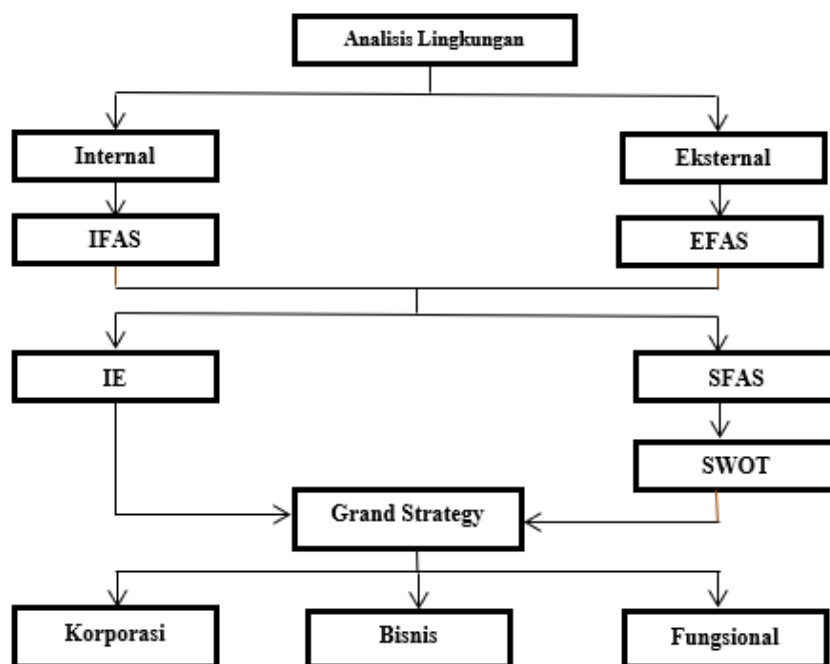 Analisis Lingkungan
Internal
Eksternal
IFAS
EFAS
IE
SFAS
SWOT
Grand Strategy
Korporasi
Bisnis
Fungsional